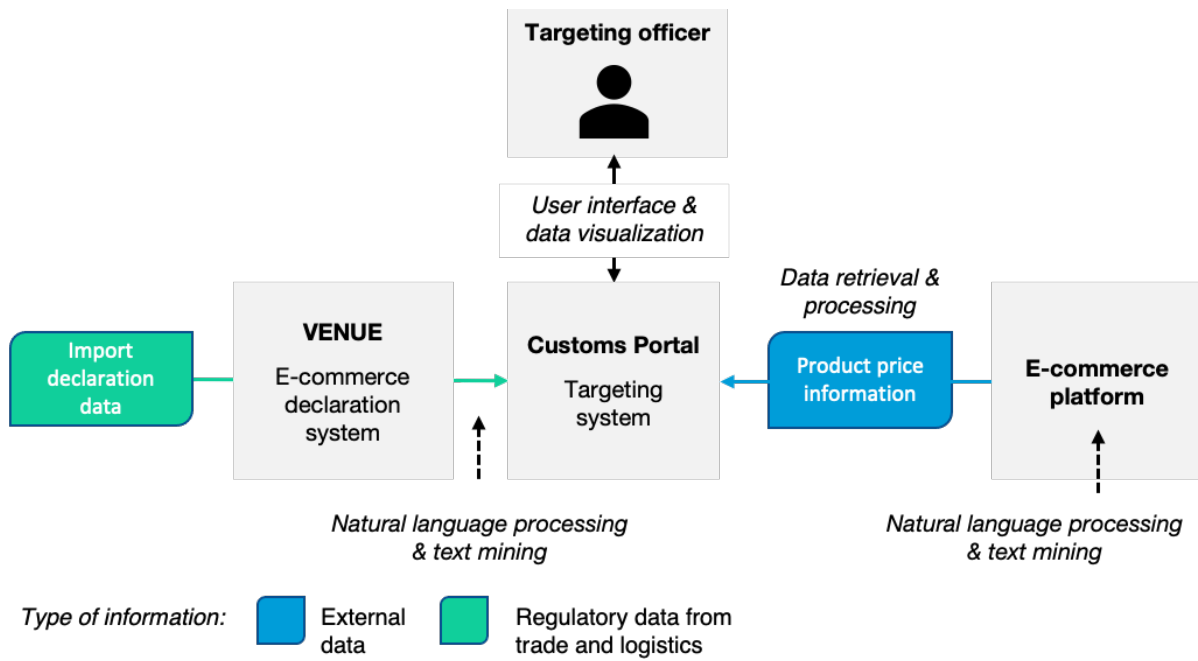 Targeting officer
User interface &
data visualization
Data retrieval &
processing
Import
declaration
data
VENUE
E-commerce
declaration
system
Customs Portal
Targeting
system
Product price
information
E-commerce
platform
Natural language processing
& text mining
Natural language processing
& text mining
Type of information:
External
data
Regulatory data from
trade and logistics